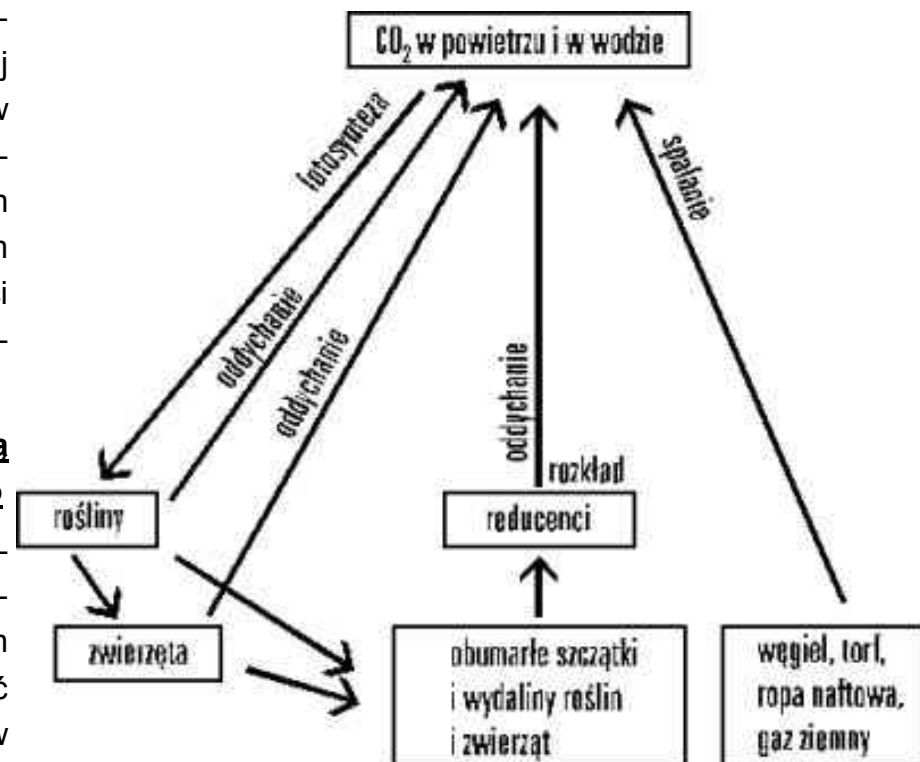 CO₂ w powietrzu i w wodzie
fotosynteza
oddychanie
oddychanie
oddychanie
spalanie
rozkład
rośliny
reducenci
zwierzęta
obumarłe szczątki
i wydaliny roślin
i zwierząt
węgiel, torf,
ropa naftowa,
gaz ziemny